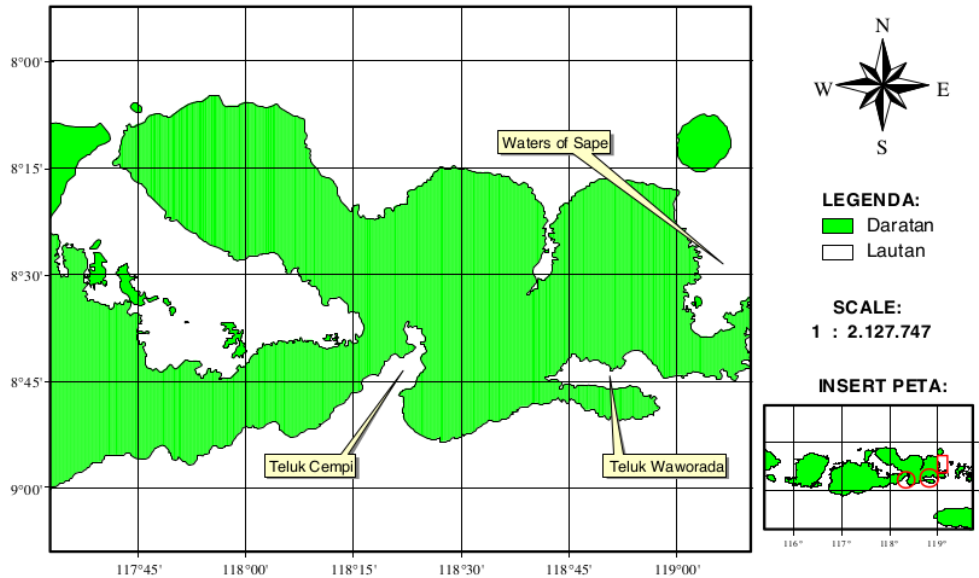 8°00'
8°15'
8°30'
8°45'
9°00'
117°45'
118°00'
118°15'
118°30'
118°45'
119°00'
Waters of Sape
Teluk Cempi
Teluk Waworada
N
W
E
S
LEGENDA:
Daratan
Lautan
SCALE:
1 : 2.127.747
INSERT PETA:
116°
117°
118°
119°